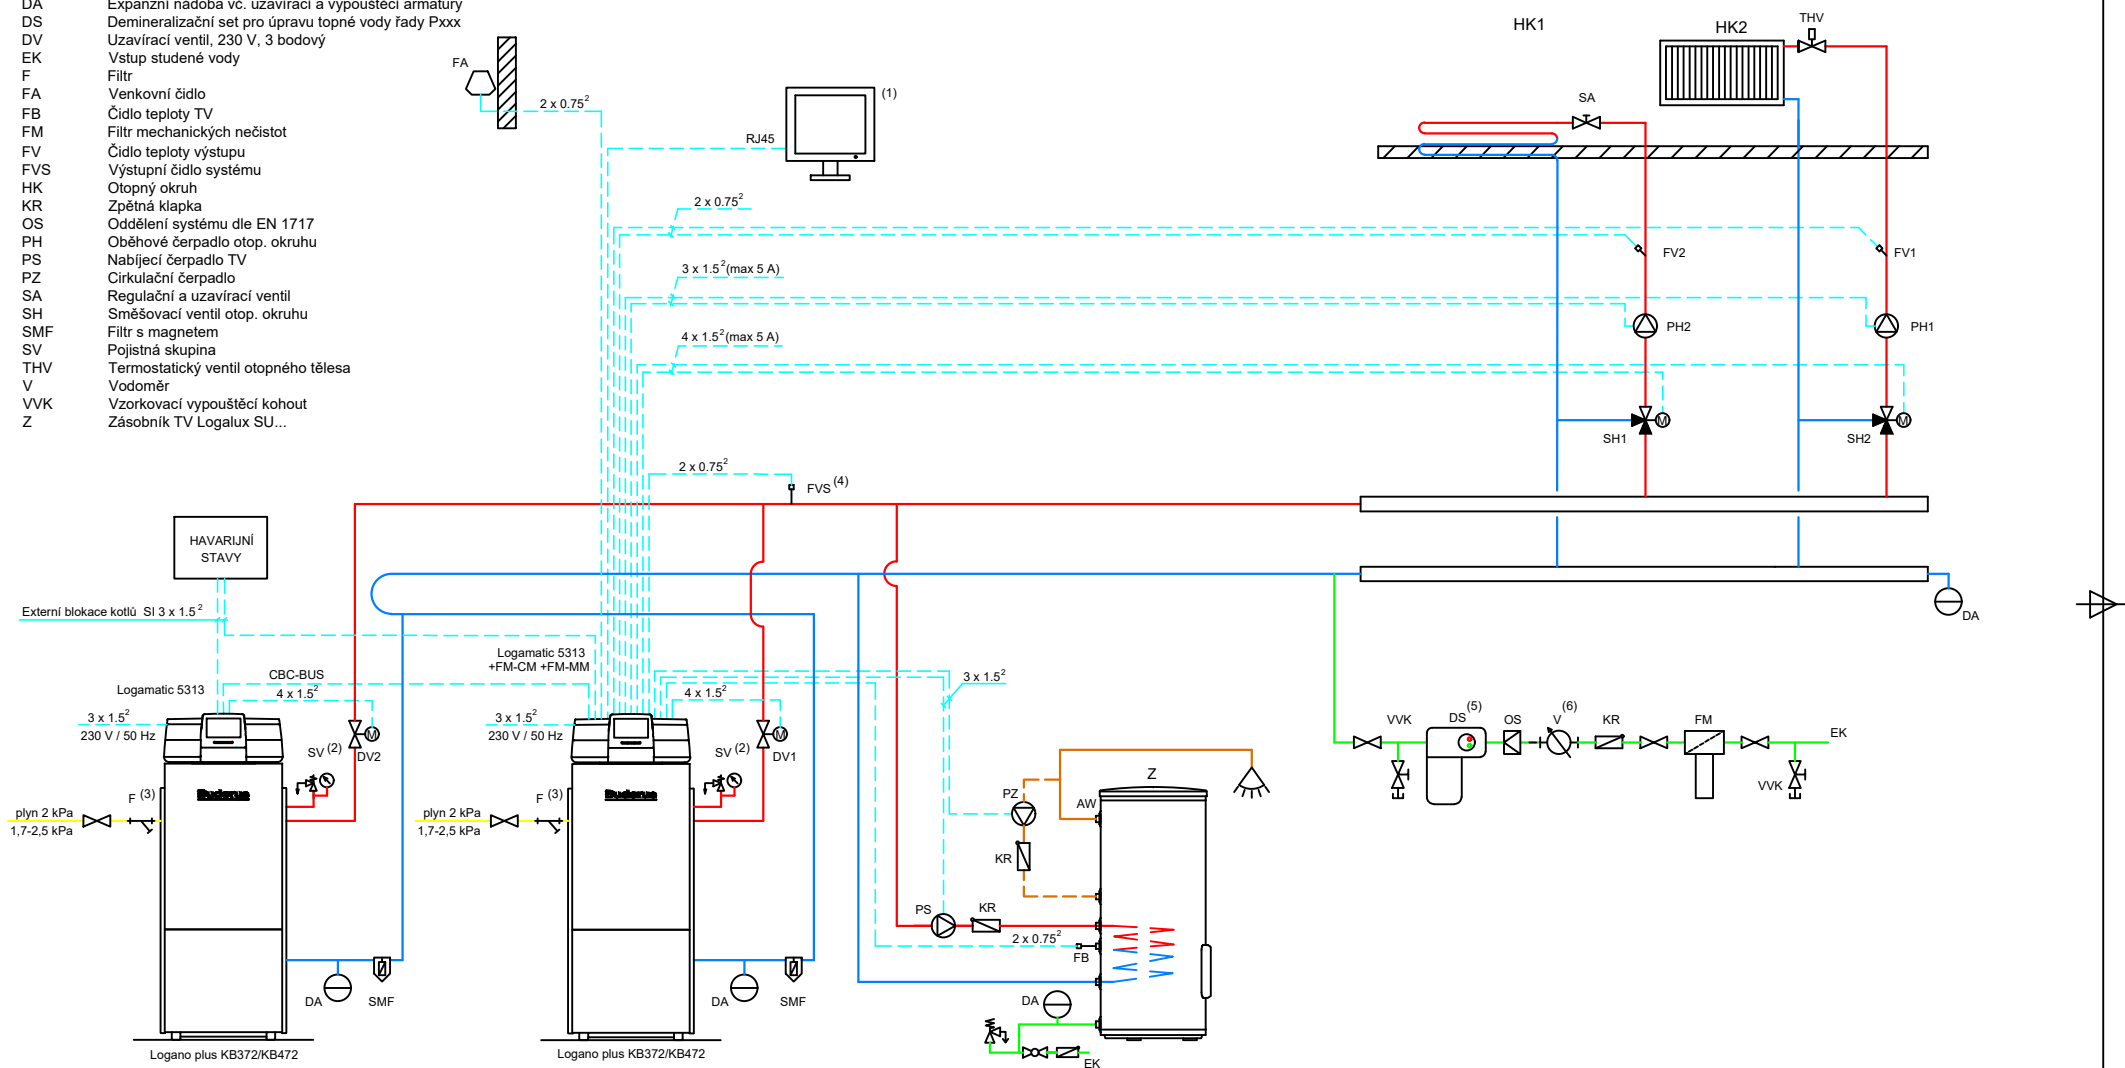 DA Expanzní nádoba vč. uzavírací a vypouštěcí armatury
DS Demineralizační set pro úpravu topné vody řady Pxxx
DV Uzavírací ventil, 230 V, 3 bodový
EK Vstup studené vody
F Filtr
FA Venkovní čidlo
FB Čidlo teploty TV
FM Filtr mechanických nečistot
FV Čidlo teploty výstupu
FVS Výstupní čidlo systému
HK Otopný okruh
KR Zpětná klapka
OS Oddělení systému dle EN 1717
PH Oběhové čerpadlo otop. okruhu
PS Nabíjecí čerpadlo TV
PZ Cirkulační čerpadlo
SA Regulační a uzavírací ventil
SH Směšovací ventil otop. okruhu
SMF Filtr s magnetem
SV Pojistná skupina
THV Termostatický ventil otopného tělesa
V Vodoměr
VVK Vzorkovací vypouštěcí kohout
Z Zásobník TV Logalux SU...
FA
2 x 0.75²
RJ45
(1)
HK1
HK2
THV
SA
2 x 0.75²
FV2
FV1
3 x 1.5² (max 5 A)
PH2
PH1
4 x 1.5² (max 5 A)
M
M
SH1
SH2
2 x 0.75²
FVS (4)
HAVARIJNÍ
STAVY
Externí blokace kotlů SI 3 x 1.5²
DA
Logamatic 5313
+FM-CM +FM-MM
CBC-BUS
Logamatic 5313
4 x 1.5²
4 x 1.5²
3 x 1.5²
3 x 1.5²
230 V / 50 Hz
3 x 1.5²
230 V / 50 Hz
M
M
SV (2)
DV2
SV (2)
DV1
VVK
DS (5)
OS
V (6)
KR
FM
EK
VVK
Buderus
Buderus
F (3)
F (3)
plyn 2 kPa
1,7-2,5 kPa
plyn 2 kPa
1,7-2,5 kPa
Z
PZ
AW
KR
PS
KR
2 x 0.75²
FB
DA
SMF
DA
SMF
DA
EK
Logano plus KB372/KB472
Logano plus KB372/KB472